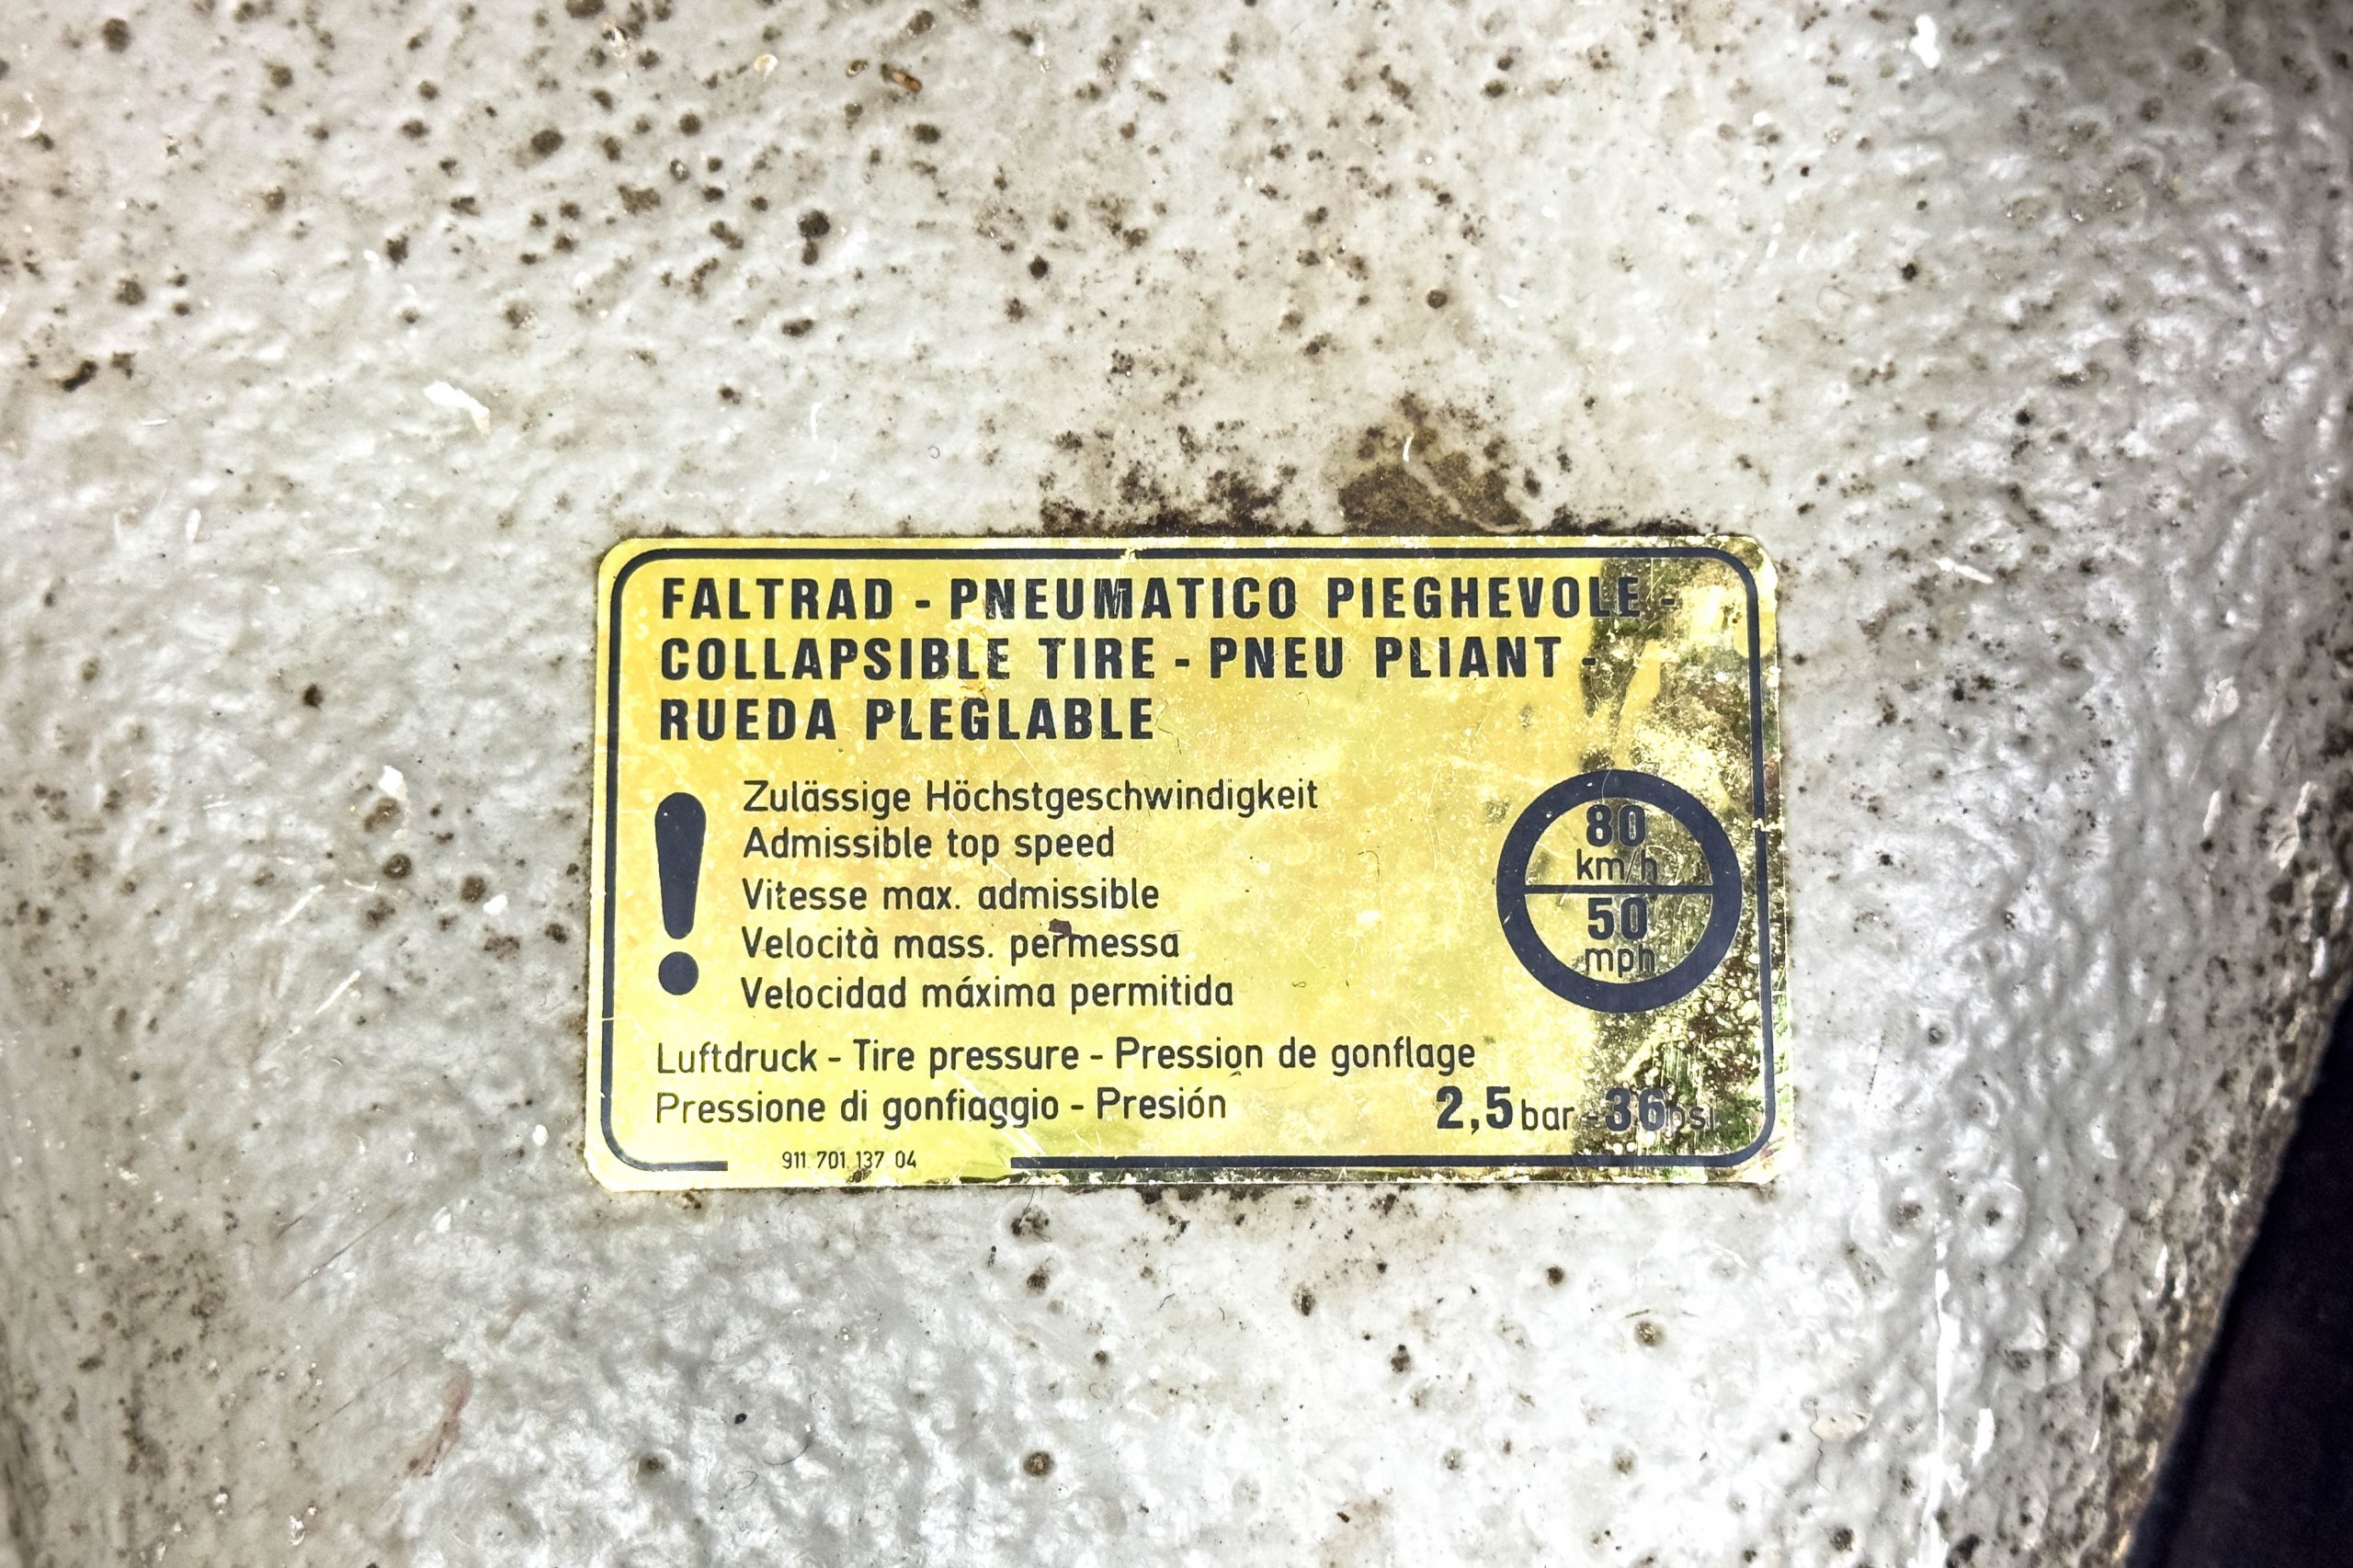 FALTRAD - PNEUMATICO PIEGHEVOLE -
COLLAPSIBLE TIRE - PNEU PLIANT -
RUEDA PLEGLABLE
Zulässige Höchstgeschwindigkeit
Admissible top speed
Vitesse max. admissible
Velocità mass. permessa
Velocidad máxima permitida
80
km/h
50
mph
Luftdruck - Tire pressure - Pression de gonflage
Pressione di gonfiaggio - Presión 2,5 bar - 36 psi
911. 701. 137. 04